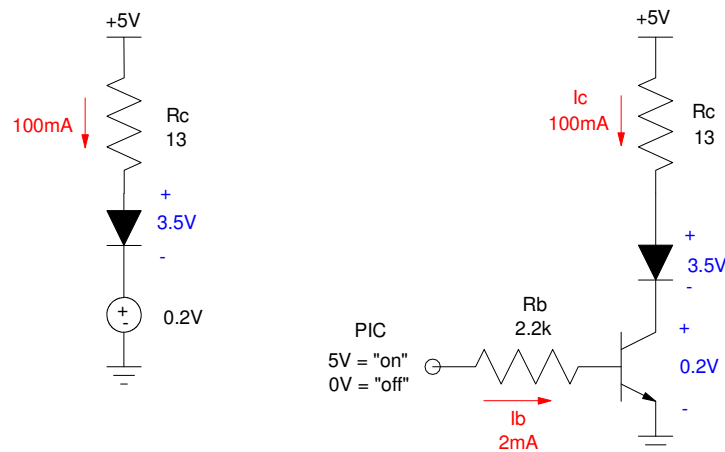 +5V
100mA
Rc
13
+
3.5V
-
+
-
0.2V
+5V
Ic
100mA
Rc
13
+
3.5V
-
Rb
2.2k
PIC
5V = "on"
0V = "off"
+
0.2V
-
Ib
2mA